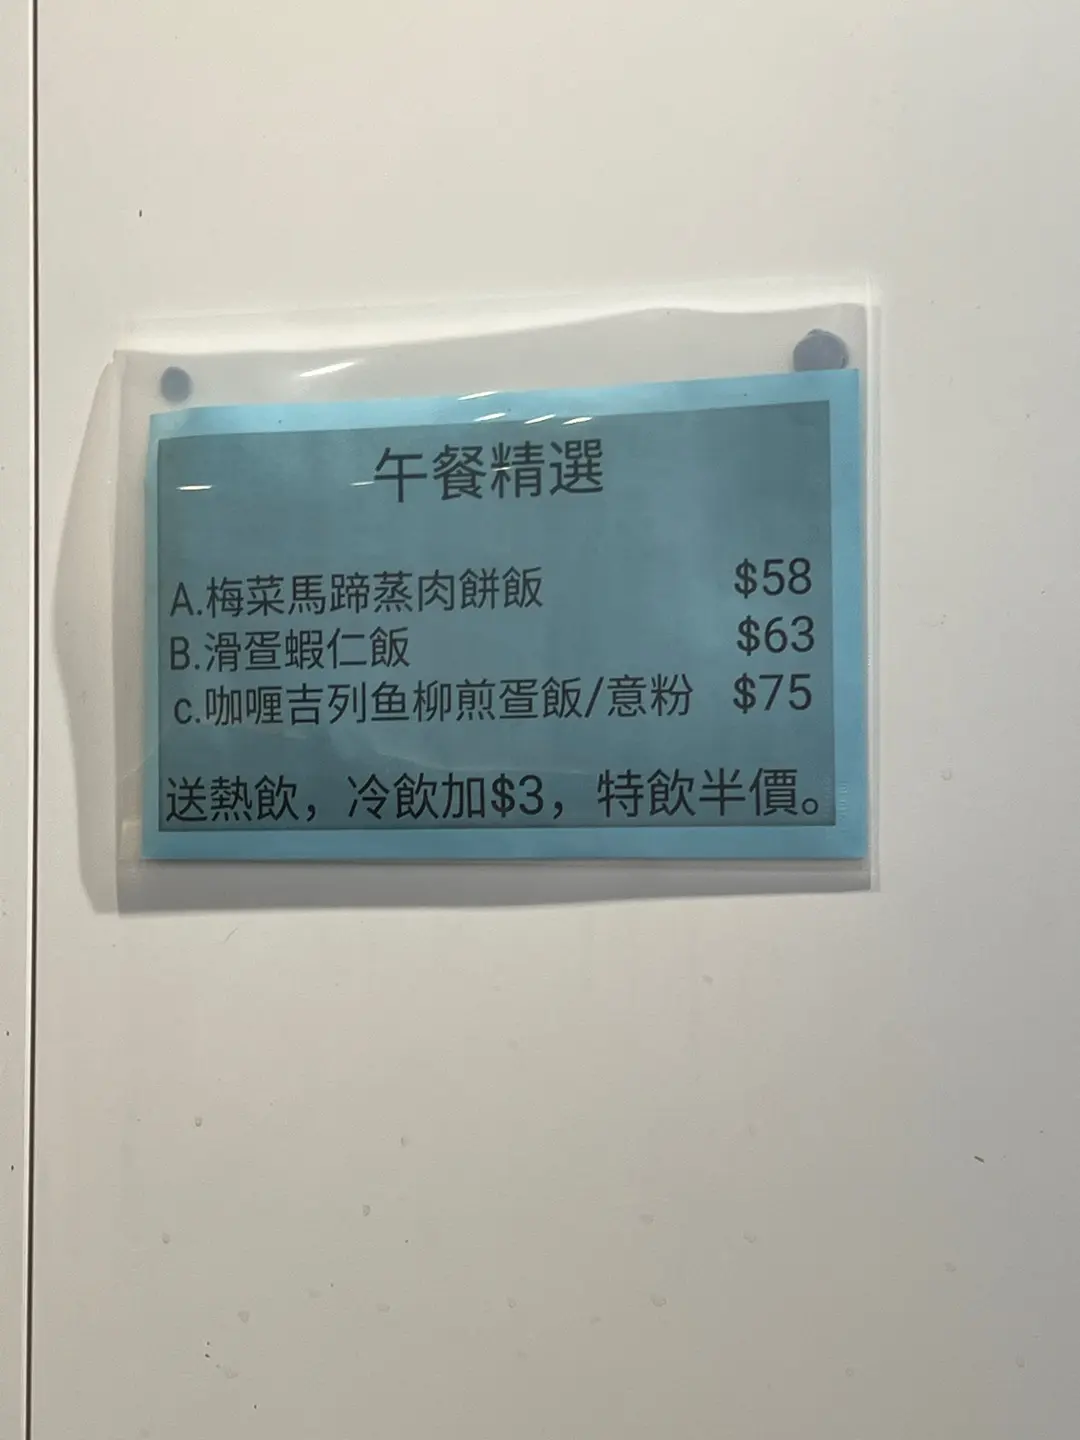 午餐精選
A.梅菜馬蹄蒸肉餅飯 $58
B.滑疍蝦仁飯 $63
c.咖喱吉列鱼柳煎疍飯/意粉 $75
送熱飲，冷飲加$3，特飲半價。